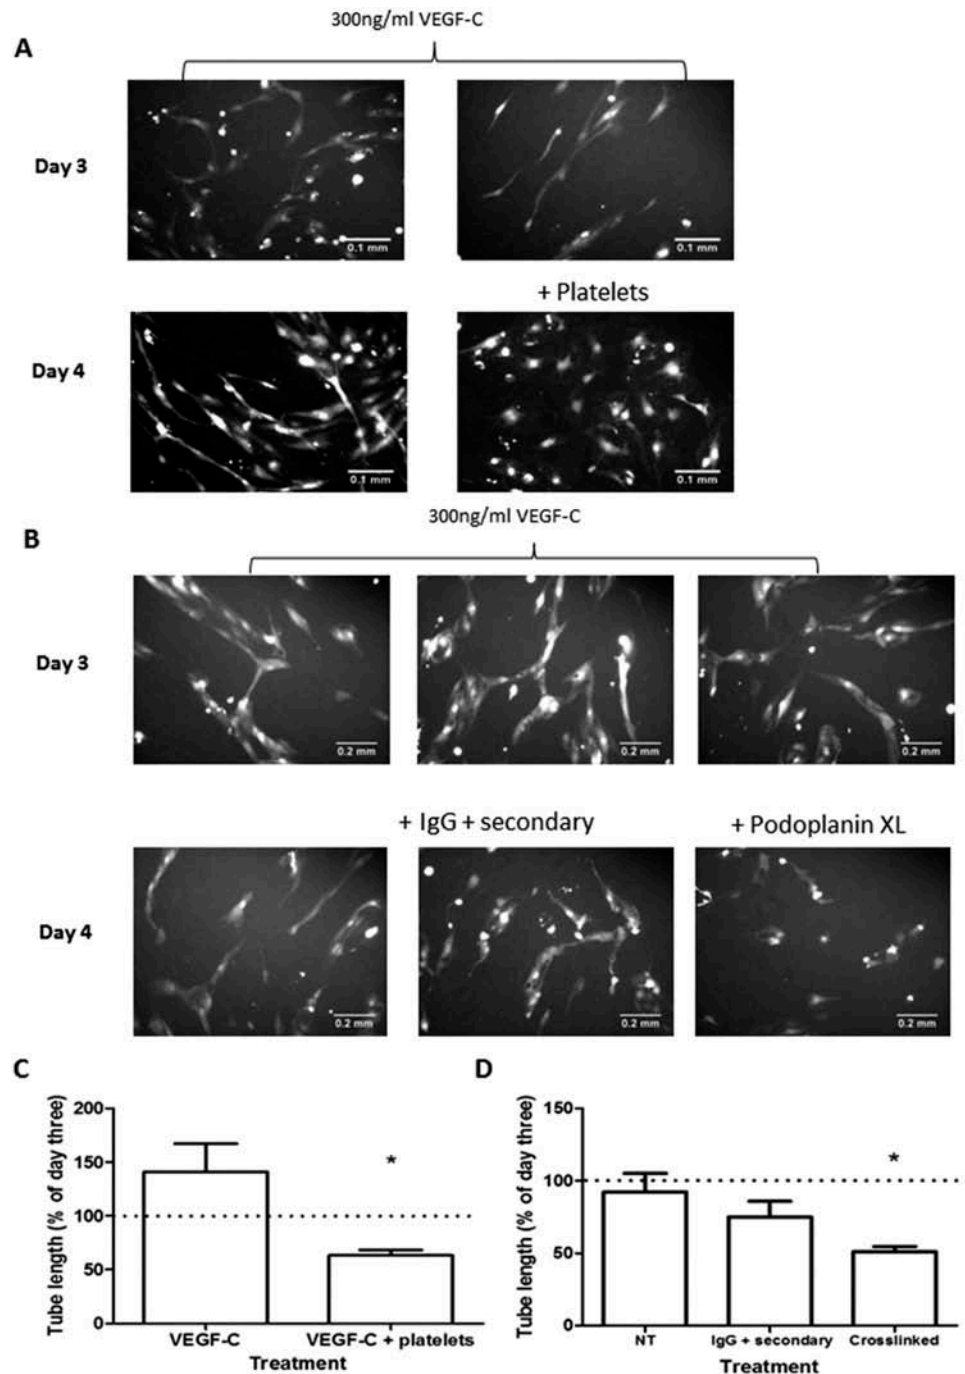 300ng/ml VEGF-C
A
Day 3
0.1 mm
0.1 mm
+ Platelets
Day 4
0.1 mm
0.1 mm
300ng/ml VEGF-C
B
Day 3
0.2 mm
0.2 mm
0.2 mm
+ IgG + secondary
+ Podoplanin XL
Day 4
0.2 mm
0.2 mm
0.2 mm
C
Tube length (% of day three)
200
150
100
50
0
*
VEGF-C
VEGF-C + platelets
Treatment
D
Tube length (% of day three)
150
100
50
0
*
NT
IgG + secondary
Crosslinked
Treatment